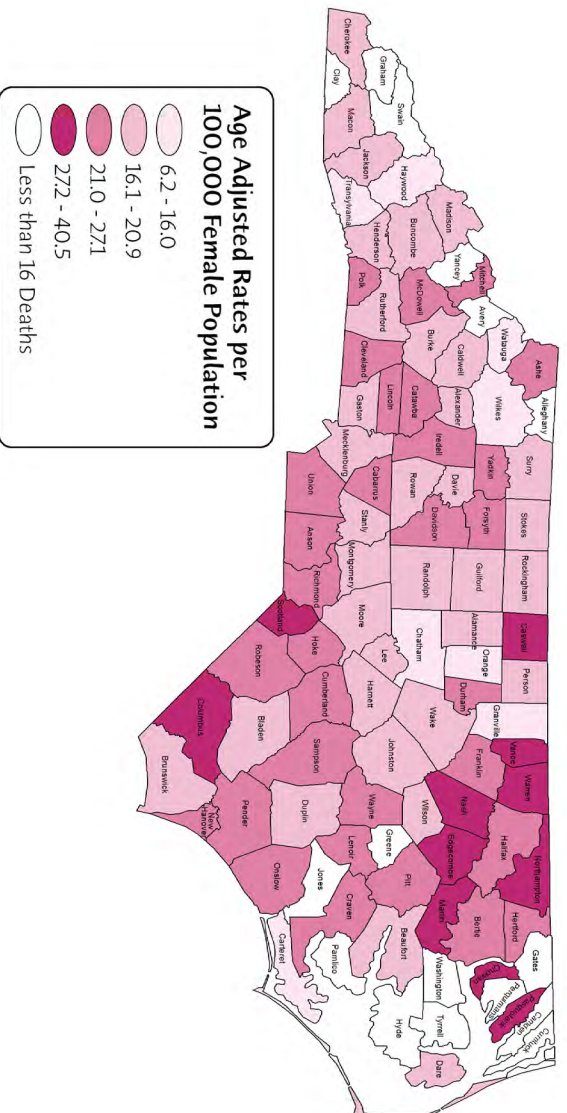 Age Adjusted Rates per
100,000 Female Population
6.2 - 16.0
16.1 - 20.9
21.0 - 27.1
27.2 - 40.5
Less than 16 Deaths
Cherokee
Graham
Clay
Swain
Macon
Jackson
Haywood
Transylvania
Madison
Buncombe
Henderson
Yancey
Mitchell
Avery
McDowell
Polk
Rutherford
Watauga
Ashe
Alleghany
Burke
Caldwell
Wilkes
Cleveland
Lincoln
Catawba
Alexander
Gaston
Mecklenburg
Iredell
Yadkin
Surry
Union
Cabarrus
Rowan
Davie
Davidson
Forsyth
Stokes
Stanly
Anson
Montgomery
Richmond
Randolph
Guilford
Rockingham
Scotland
Moore
Chatham
Alamance
Caswell
Orange
Person
Lee
Hoke
Robeson
Harnett
Cumberland
Durham
Granville
Wake
Columbus
Bladen
Sampson
Johnston
Franklin
Vance
Warren
Brunswick
New
Hanover
Pender
Duplin
Wayne
Wilson
Nash
Halifax
Northampton
Edgecombe
Greene
Lenoir
Jones
Onslow
Pitt
Craven
Martin
Bertie
Hertford
Gates
Beaufort
Pamlico
Carteret
Washington
Chowan
Perquimans
Pasquotank
Camden
Currituck
Tyrrell
Hyde
Dare